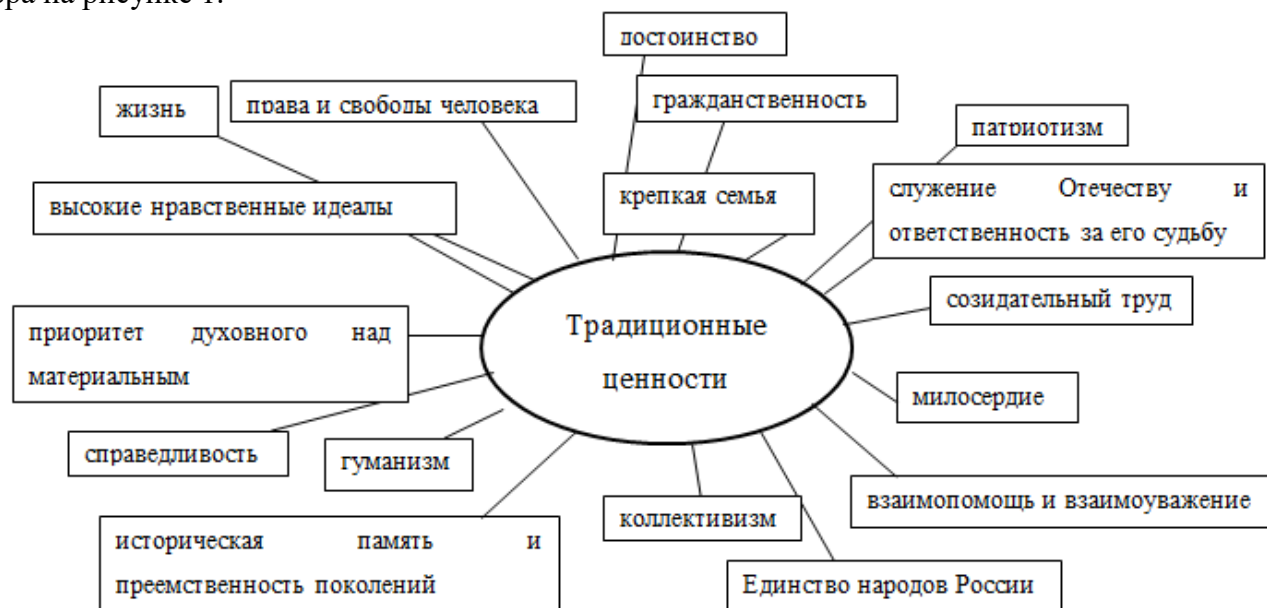 на рисунке 1.
достоинство
жизнь
права и свободы человека
гражданственность
патриотизм
высокие нравственные идеалы
крепкая семья
служение Отечеству и
ответственность за его судьбу
созидательный труд
Традиционные
ценности
приоритет духовного над
материальным
милосердие
справедливость
гуманизм
взаимопомощь и взаимоуважение
коллективизм
историческая память и
преемственность поколений
Единство народов России